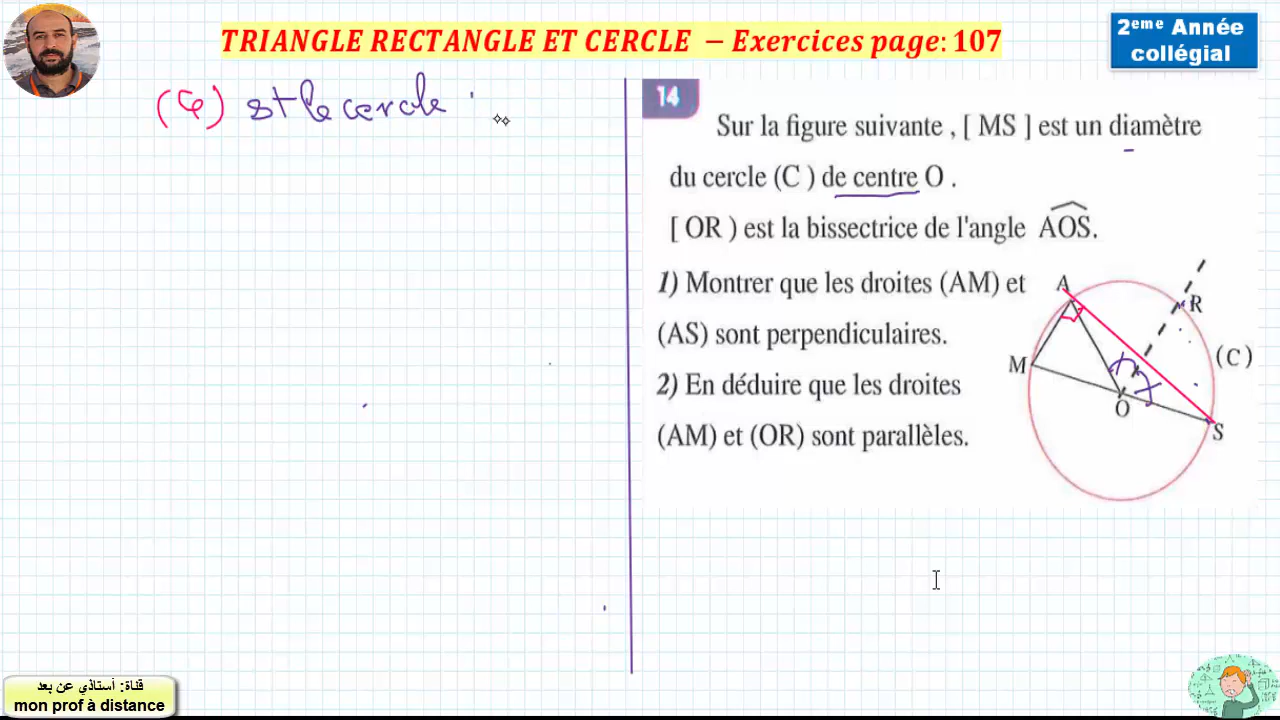 TRIANGLE RECTANGLE ET CERCLE – Exercices page: 107
2eme Année
collégial
(C) st le cercle
14
Sur la figure suivante , [ MS ] est un diamètre
du cercle (C ) de centre O .
[ OR ) est la bissectrice de l'angle AOS.
1) Montrer que les droites (AM) et
(AS) sont perpendiculaires.
2) En déduire que les droites
(AM) et (OR) sont parallèles.
A
R
M
(C)
O
S
قناة: أستاذي عن بعد
mon prof à distance